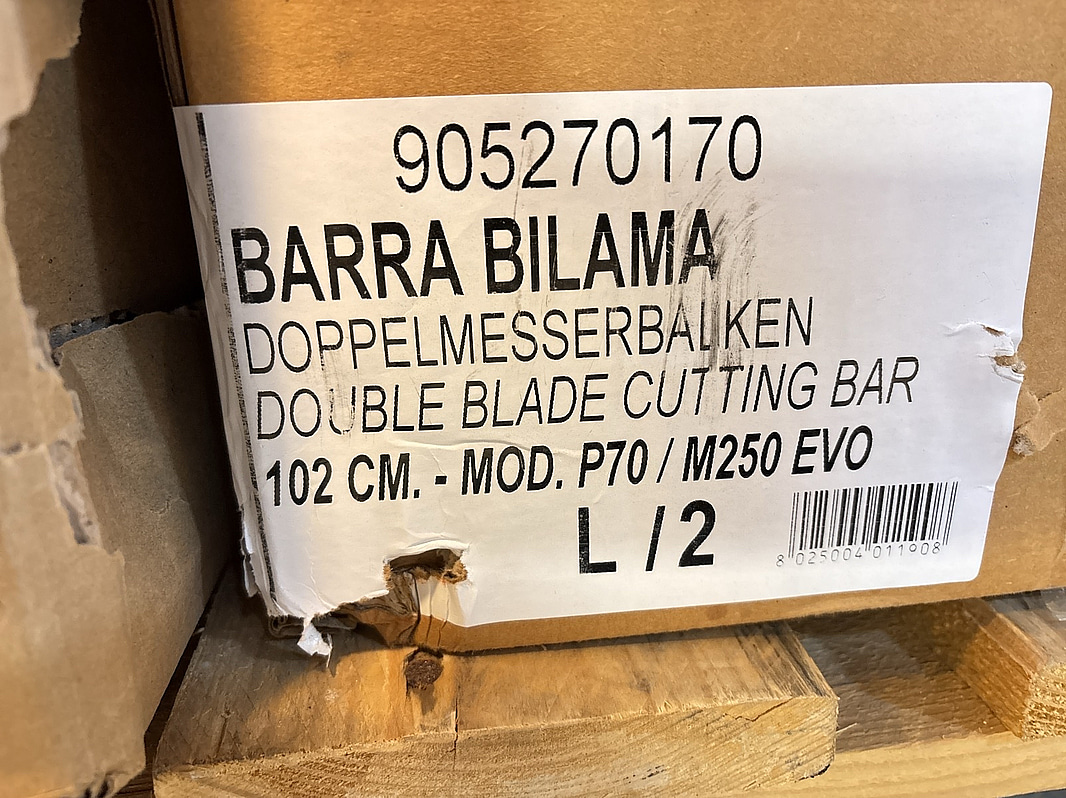 905270170
BARRA BILAMA
DOPPELMESSERBALKEN
DOUBLE BLADE CUTTING BAR
102 CM. - MOD. P70 / M250 EVO
L / 2
8 025004 011908